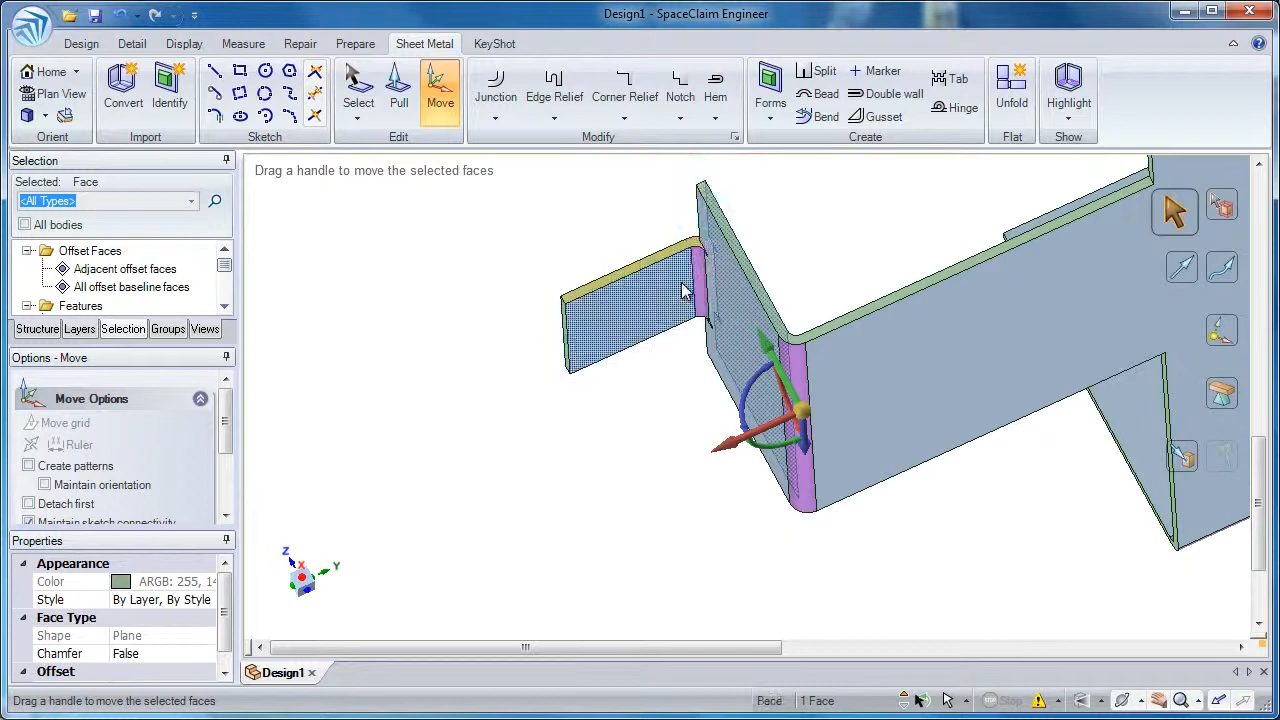 Design1 - SpaceClaim Engineer
Design Detail Display Measure Repair Prepare Sheet Metal KeyShot
Home
Plan View
Orient
Convert Identify
Import
Sketch
Select Pull Move
Edit
Junction Edge Relief Corner Relief Notch Hem
Modify
Forms
Split Marker Tab
Bead Double wall
Hinge
Bend Gusset
Create
Unfold
Flat
Highlight
Show
Selection
Selected: Face
<All Types>
All bodies
Offset Faces
Adjacent offset faces
All offset baseline faces
Features
Structure Layers Selection Groups Views
Options - Move
Move Options
Move grid
Ruler
Create patterns
Maintain orientation
Detach first
Maintain sketch connectivity
Properties
Appearance
Color ARGB: 255, 14
Style By Layer, By Style
Face Type
Shape Plane
Chamfer False
Offset
Drag a handle to move the selected faces
Z
X
Y
Design1
Drag a handle to move the selected faces
1 Face
Stop